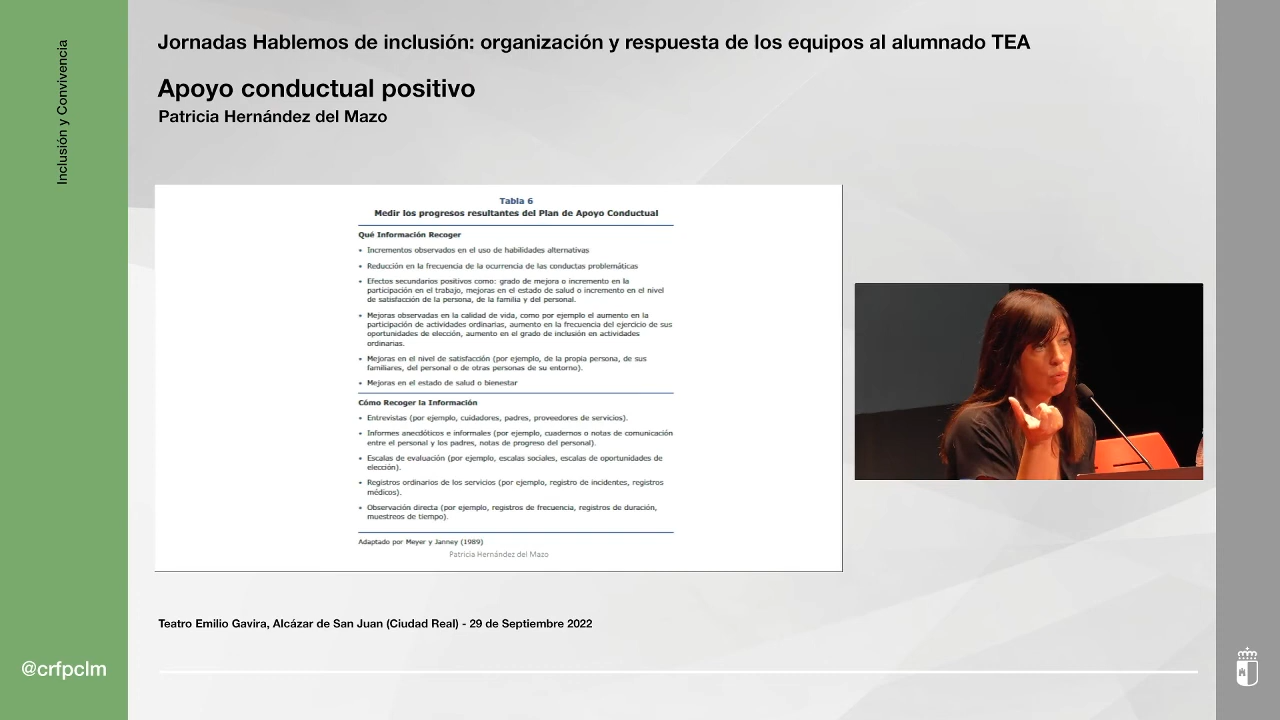 Inclusión y Convivencia
Jornadas Hablemos de inclusión: organización y respuesta de los equipos al alumnado TEA
Apoyo conductual positivo
Patricia Hernández del Mazo
Tabla 6
Medir los progresos resultantes del Plan de Apoyo Conductual
Qué Información Recoger
• Incrementos observados en el uso de habilidades alternativas
• Reducción en la frecuencia de la ocurrencia de las conductas problemáticas
• Efectos secundarios positivos como: grado de mejora o incremento en la
participación en el trabajo, mejoras en el estado de salud o incremento en el nivel
de satisfacción de la persona, de la familia y del personal.
• Mejoras observadas en la calidad de vida, como por ejemplo el aumento en la
participación de actividades ordinarias, aumento en la frecuencia del ejercicio de sus
oportunidades de elección, aumento en el grado de inclusión en actividades
ordinarias.
• Mejoras en el nivel de satisfacción (por ejemplo, de la propia persona, de sus
familiares, del personal o de otras personas de su entorno).
• Mejoras en el estado de salud o bienestar
Cómo Recoger la Información
• Entrevistas (por ejemplo, cuidadores, padres, proveedores de servicios).
• Informes anecdóticos e informales (por ejemplo, cuadernos o notas de comunicación
entre el personal y los padres, notas de progreso del personal).
• Escalas de evaluación (por ejemplo, escalas sociales, escalas de oportunidades de
elección).
• Registros ordinarios de los servicios (por ejemplo, registro de incidentes, registros
médicos).
• Observación directa (por ejemplo, registros de frecuencia, registros de duración,
muestreos de tiempo).
Adaptado por Meyer y Janney (1989)
Patricia Hernández del Mazo
Teatro Emilio Gavira, Alcázar de San Juan (Ciudad Real) - 29 de Septiembre 2022
@crfpclm